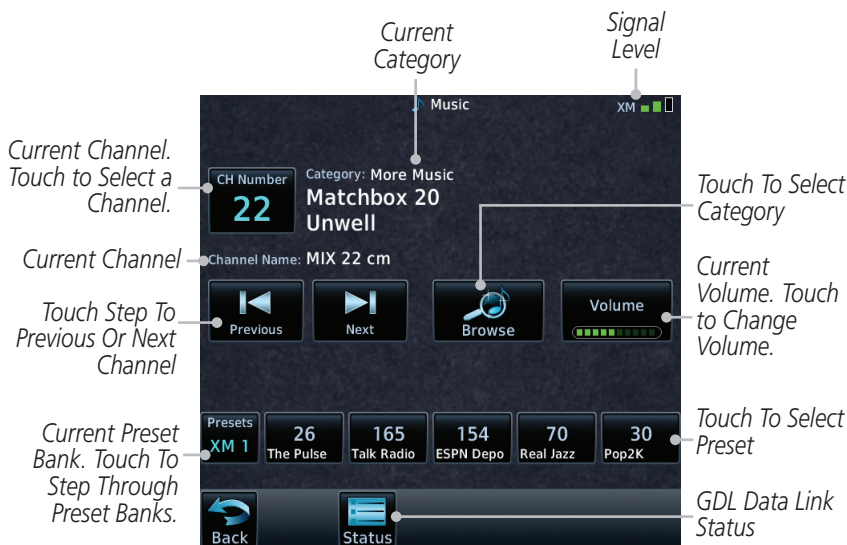 Current
Category
Signal
Level
Music
XM
Current Channel.
Touch to Select a
Channel.
CH Number
22
Category: More Music
Matchbox 20
Unwell
Touch To Select
Category
Current Channel
Channel Name: MIX 22 cm
Touch Step To
Previous Or Next
Channel
Previous
Next
Browse
Volume
Current
Volume. Touch
to Change
Volume.
Current Preset
Bank. Touch To
Step Through
Preset Banks.
Presets
XM 1
26
The Pulse
165
Talk Radio
154
ESPN Depo
70
Real Jazz
30
Pop2K
Touch To Select
Preset
Back
Status
GDL Data Link
Status